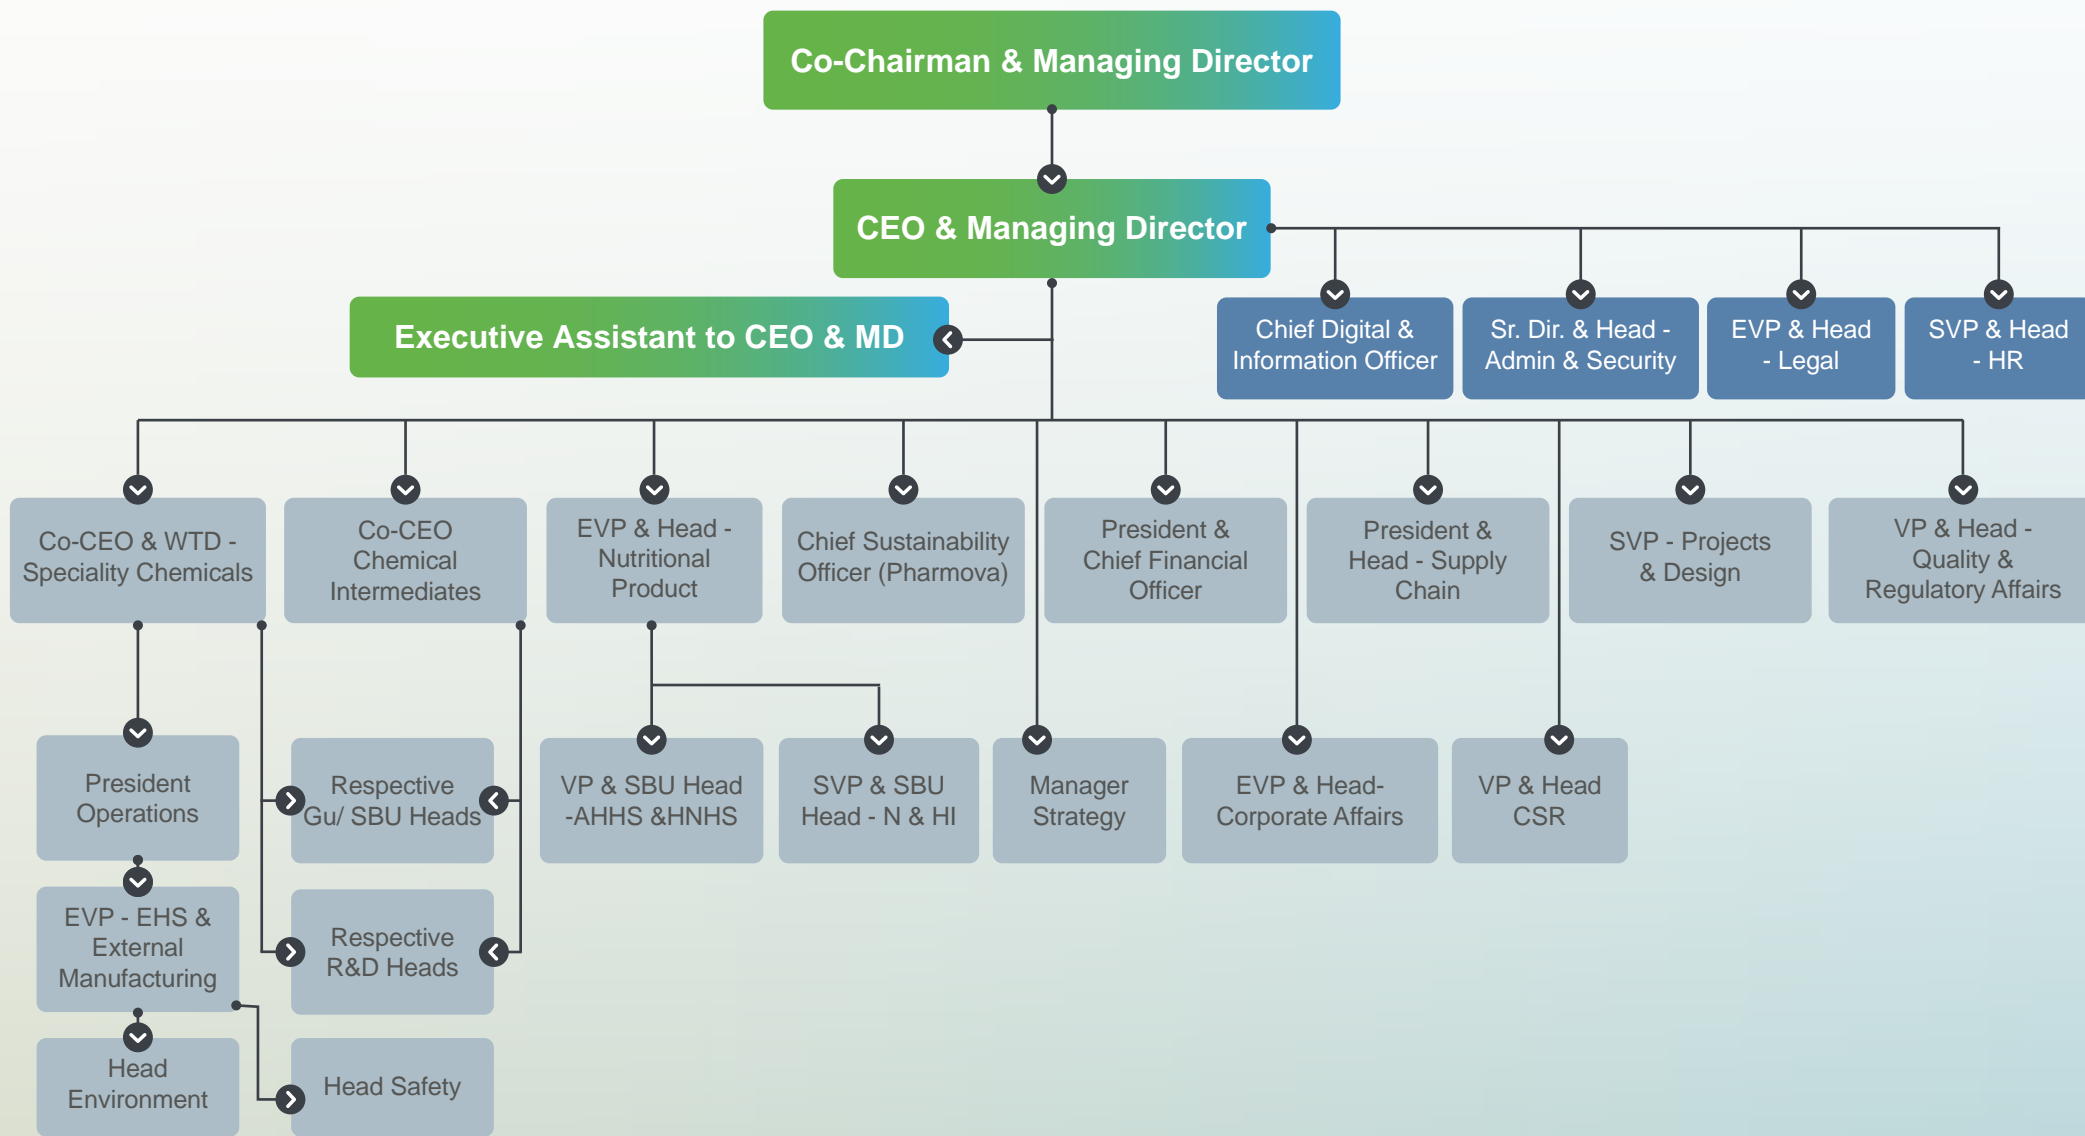 Co-Chairman & Managing Director
CEO & Managing Director
Executive Assistant to CEO & MD
Chief Digital &
Information Officer
Sr. Dir. & Head -
Admin & Security
EVP & Head
- Legal
SVP & Head
- HR
Co-CEO & WTD -
Speciality Chemicals
Co-CEO
Chemical
Intermediates
EVP & Head -
Nutritional
Product
Chief Sustainability
Officer (Pharmova)
President &
Chief Financial
Officer
President &
Head - Supply
Chain
SVP - Projects
& Design
VP & Head -
Quality &
Regulatory Affairs
President
Operations
Respective
Gu/ SBU Heads
VP & SBU Head
-AHHS &HNHS
SVP & SBU
Head - N & HI
Manager
Strategy
EVP & Head-
Corporate Affairs
VP & Head
CSR
EVP - EHS &
External
Manufacturing
Respective
R&D Heads
Head
Environment
Head Safety